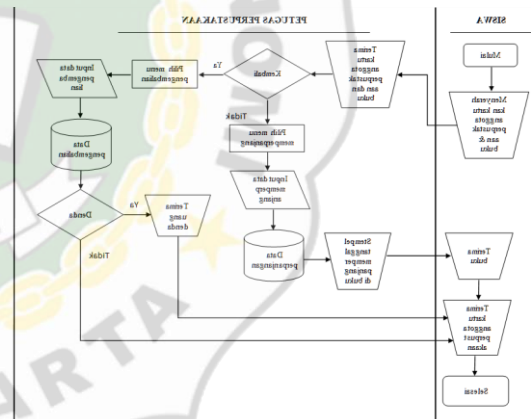 SISWA
PETUGAS PERPUSTAKAAN
Mulai
Menyerah
kan kartu
anggota
perpustak
aan &
buku
Terima
kartu
anggota
perpustak
aan dan
buku
Kembali
Ya
Pilih menu
pengembalian
Input data
pengemba
lian
Data
pengembalian
Tidak
Pilih menu
memperpanjang
Input data
memperp
anjang
Data
perpanjangan
Stempel
tanggal
memper
panjang
di buku
Denda
Ya
Terima
uang
denda
Tidak
Terima
buku
Terima
kartu
anggota
perpust
akaan
Selesai
ARTA